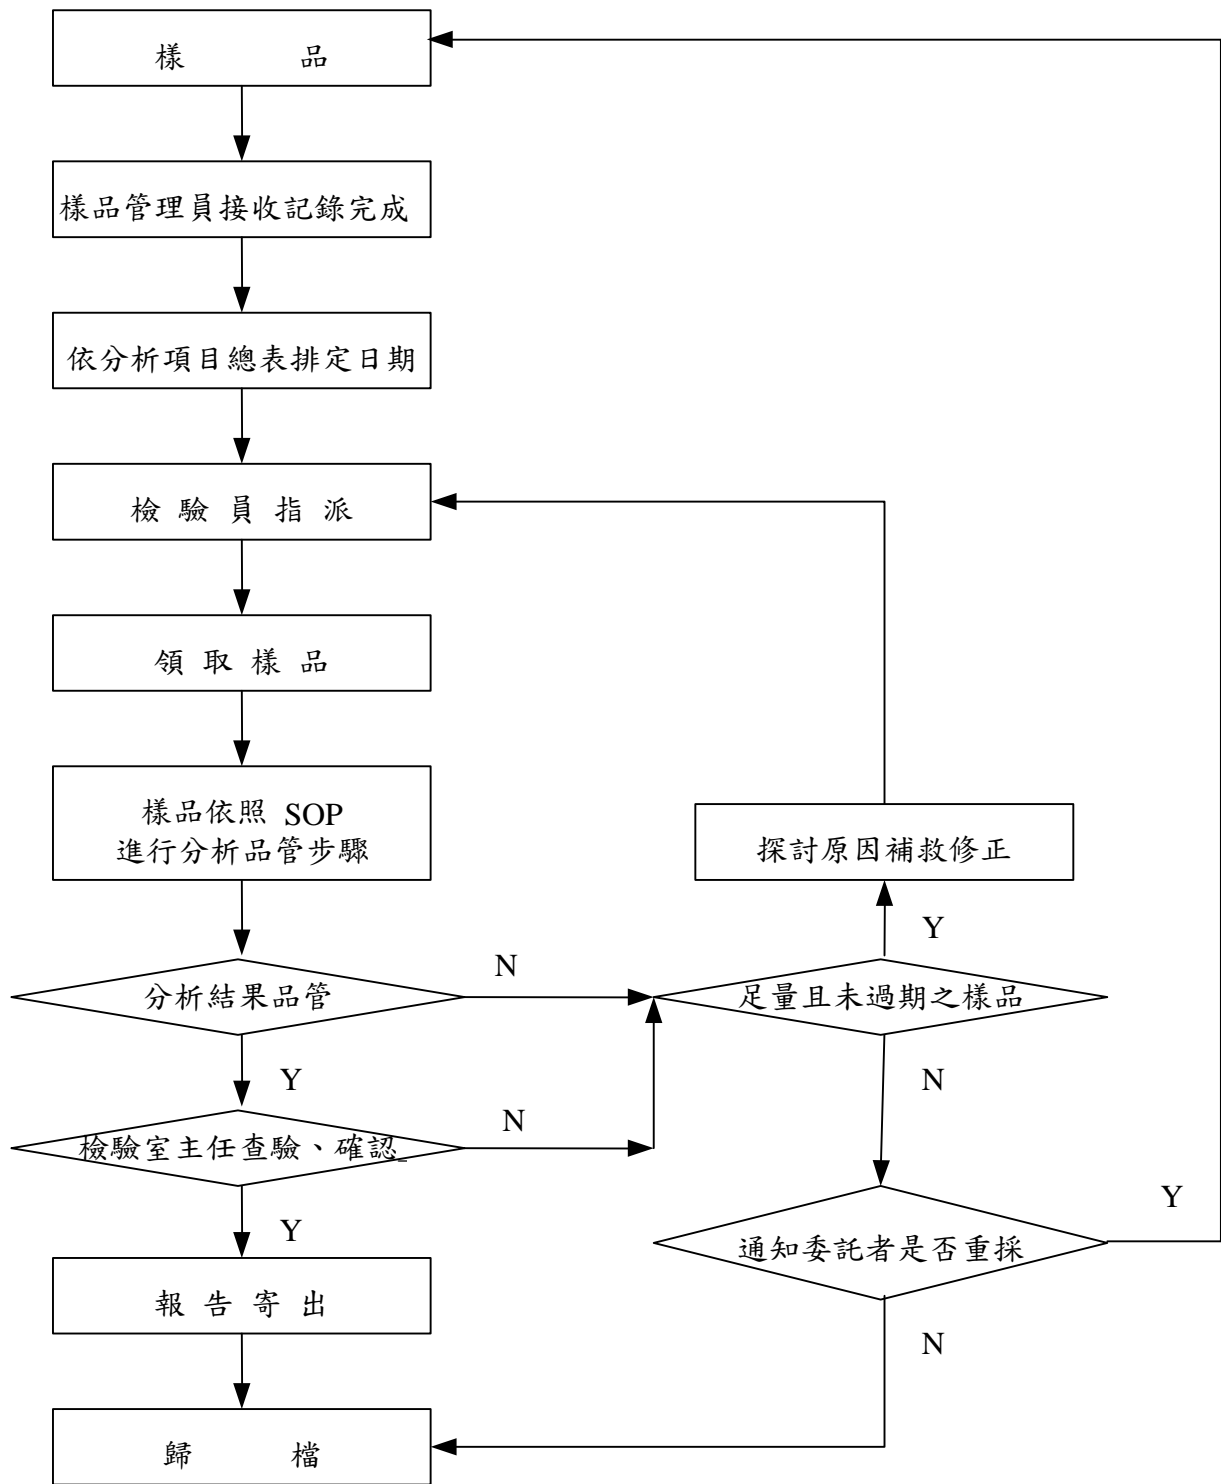 樣 品
樣品管理員接收記錄完成
依分析項目總表排定日期
檢 驗 員 指 派
領 取 樣 品
樣品依照 SOP
進行分析品管步驟
探討原因補救修正
Y
分析結果品管
N
足量且未過期之樣品
Y
N
檢驗室主任查驗、確認
N
Y
通知委託者是否重採
Y
報 告 寄 出
N
歸 檔